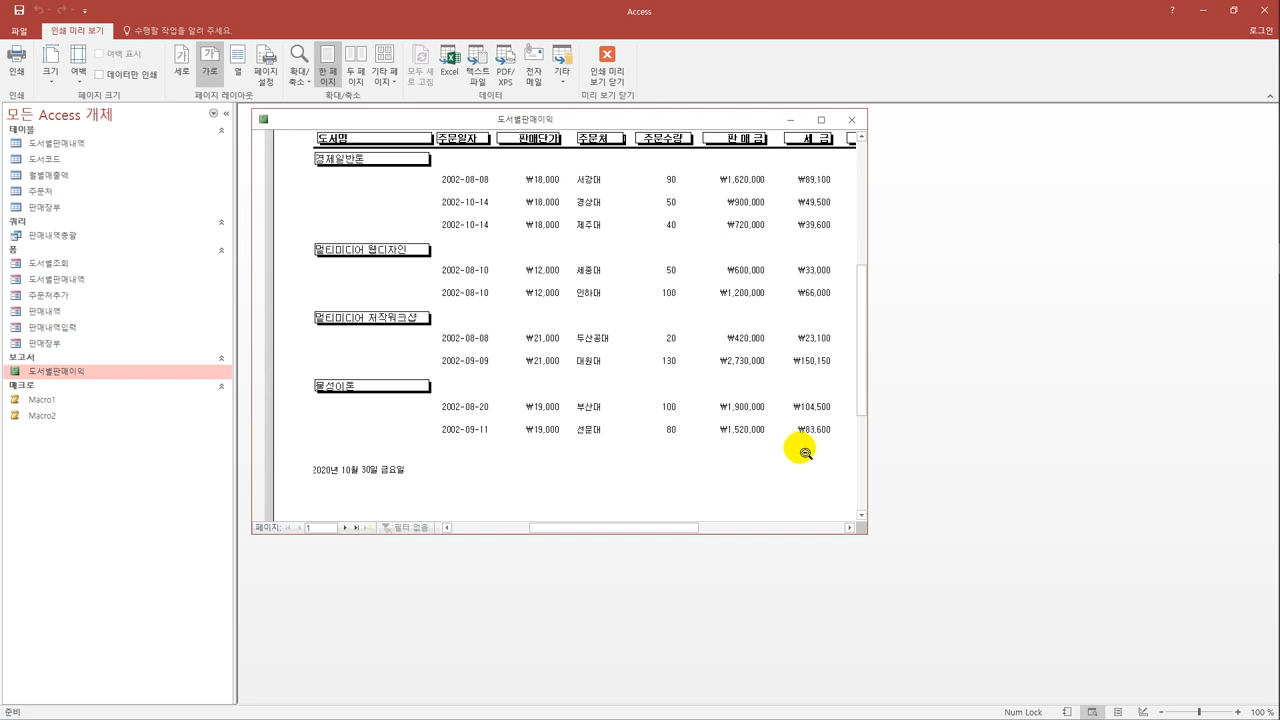 Access
파일
인쇄 미리 보기
수행할 작업을 알려 주세요.
로그인
인쇄
크기
여백
여백 표시
데이터만 인쇄
세로
가로
열
페이지 설정
확대/축소
한 페이지
두 페이지
기타 페이지
모두 새로 고침
Excel
텍스트 파일
PDF/XPS
전자 메일
기타
인쇄 미리 보기 닫기
인쇄
페이지 크기
페이지 레이아웃
확대/축소
데이터
미리 보기 닫기
모든 Access 개체
테이블
도서별판매내역
도서코드
월별매출액
주문처
판매장부
쿼리
판매내역총괄
폼
도서별조회
도서별판매내역
주문처추가
판매내역
판매내역입력
판매장부
보고서
도서별판매이익
매크로
Macro1
Macro2
도서별판매이익
도서명 주문일자 판매단가 주문처 주문수량 판 매 금 세 금
경제일반론
2002-08-08 ₩18,000 서강대 90 ₩1,620,000 ₩89,100
2002-10-14 ₩18,000 경상대 50 ₩900,000 ₩49,500
2002-10-14 ₩18,000 제주대 40 ₩720,000 ₩39,600
멀티미디어 웹디자인
2002-08-10 ₩12,000 세종대 50 ₩600,000 ₩33,000
2002-08-10 ₩12,000 인하대 100 ₩1,200,000 ₩66,000
멀티미디어 저작워크샵
2002-08-08 ₩21,000 두산공대 20 ₩420,000 ₩23,100
2002-09-09 ₩21,000 대원대 130 ₩2,730,000 ₩150,150
물성이론
2002-08-20 ₩19,000 부산대 100 ₩1,900,000 ₩104,500
2002-09-11 ₩19,000 선문대 80 ₩1,520,000 ₩83,600
2020년 10월 30일 금요일
페이지: 1 필터 없음
준비
Num Lock
100 %